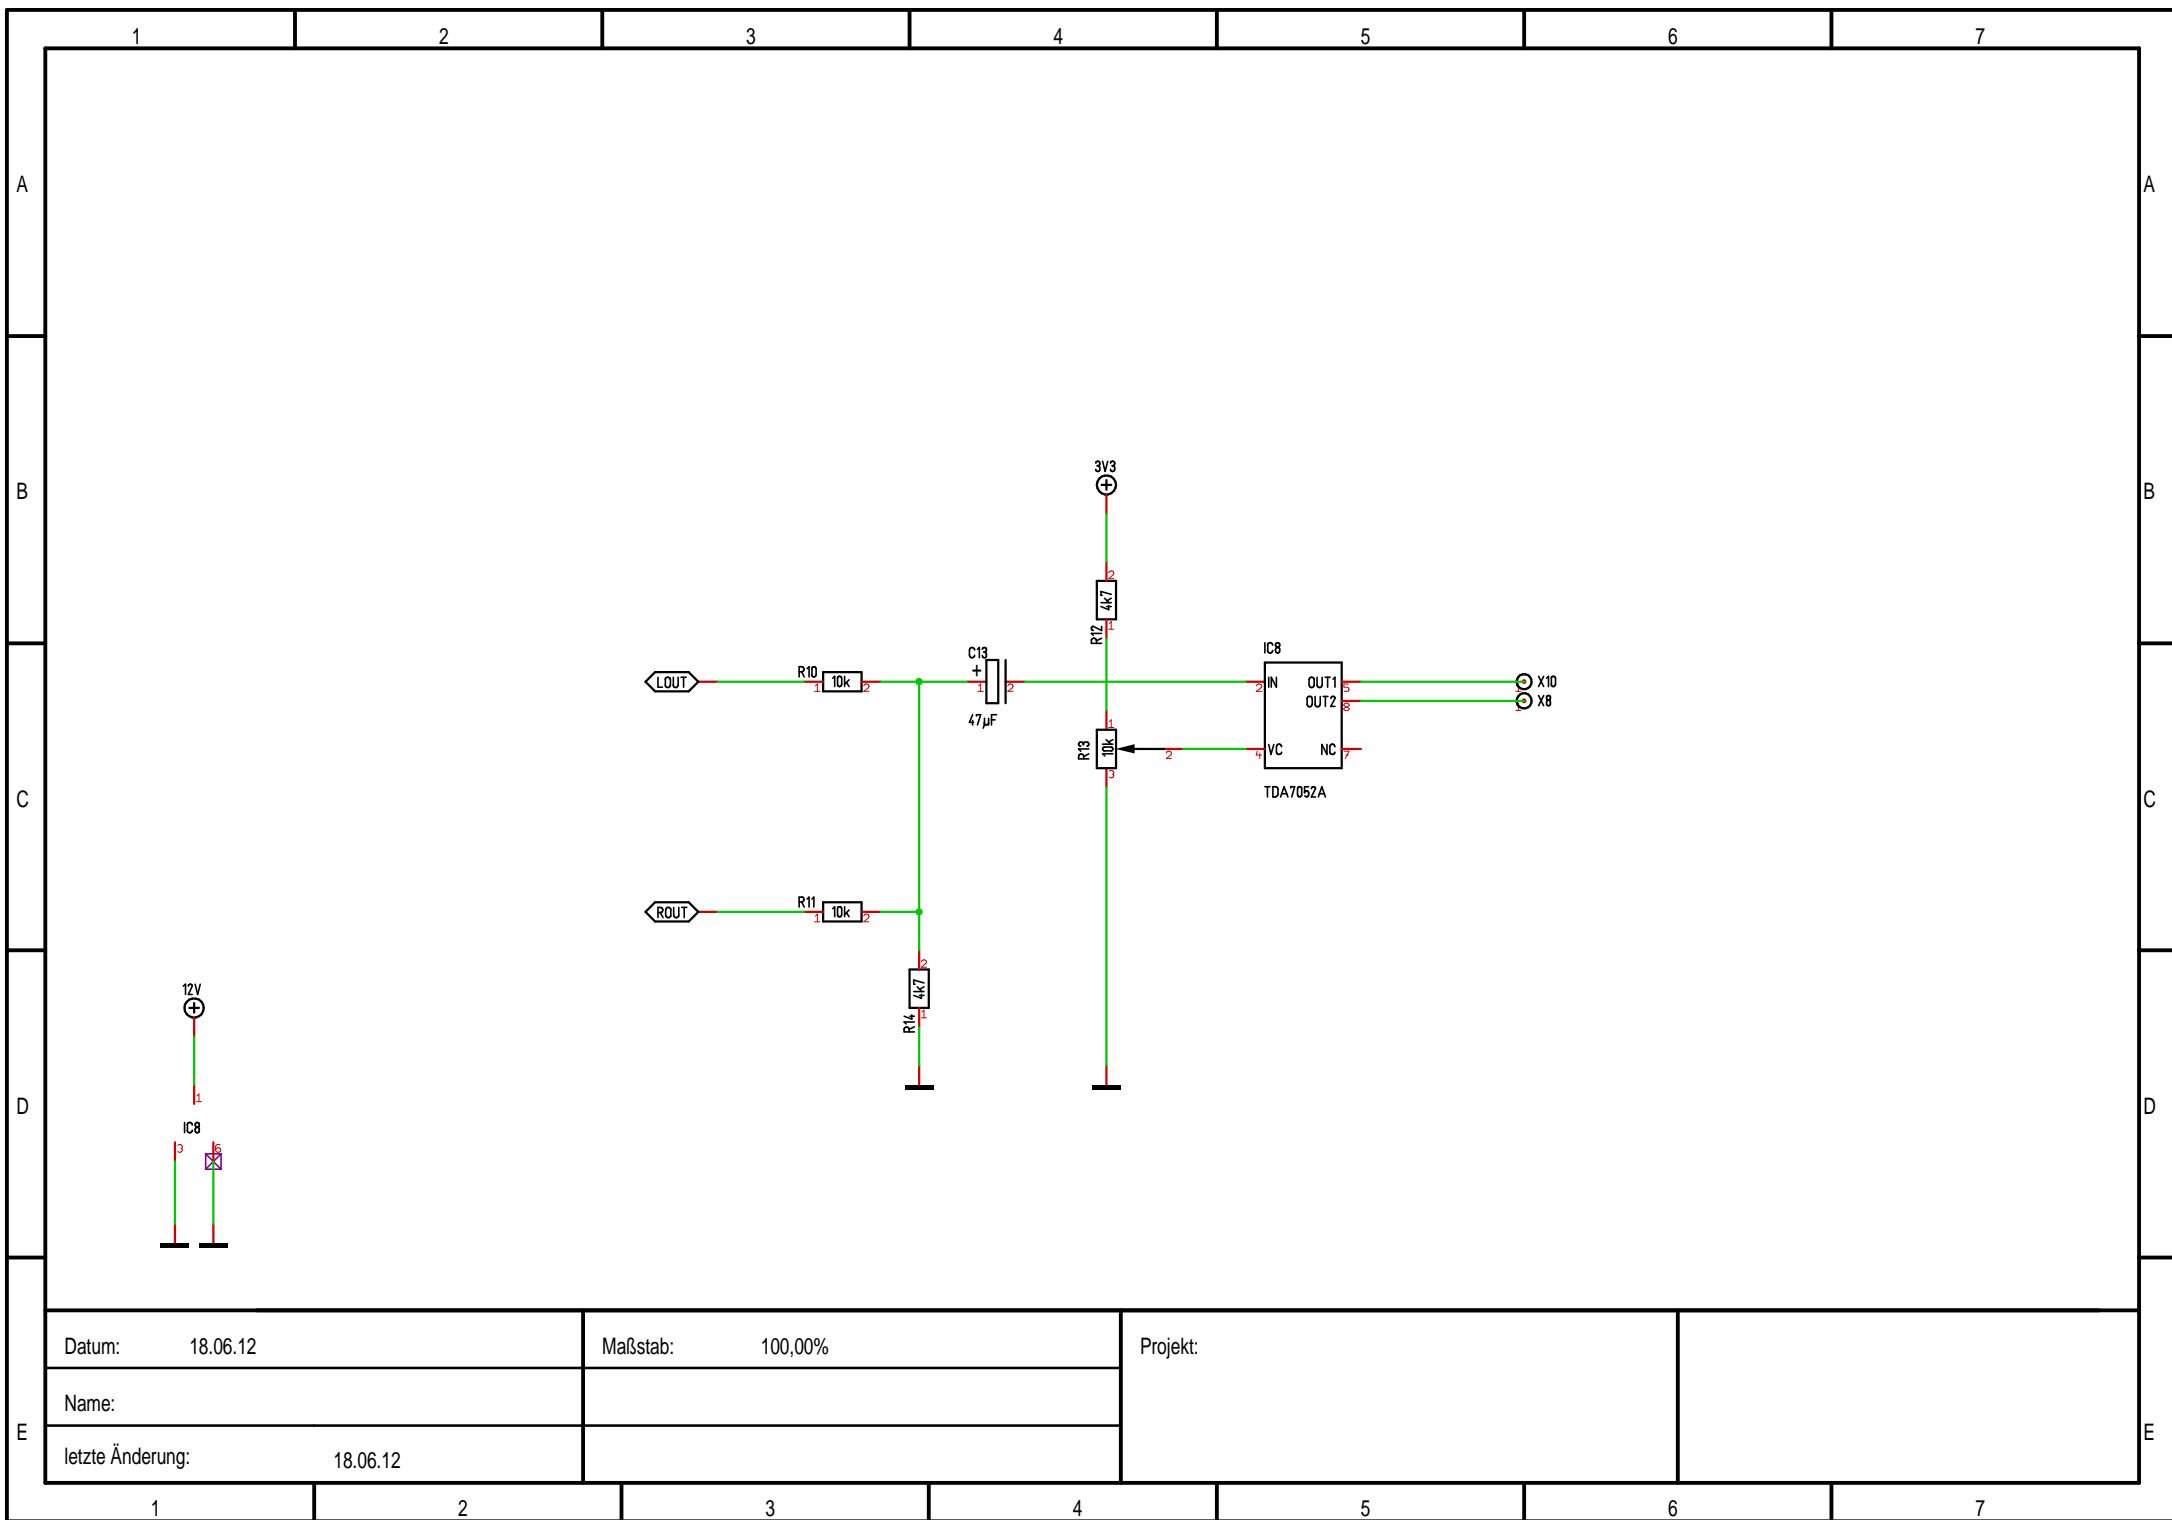 1 2 3 4 5 6 7
A A
3V3
B B
2
4k7
1
R12
C13 IC8
LOUT R10 + IN OUT1 X10
1 10k 2 1 2 2 5 1
OUT2 X8
8 1
47µF
1
R13 10k 2 4 VC NC 7
3
TDA7052A
C C
ROUT R11
1 10k 2
2
4k7
1
R14
12V
1
D D
IC8
3 6
Datum: 18.06.12 Maßstab: 100,00% Projekt:
Name:
E E
letzte Änderung: 18.06.12
1 2 3 4 5 6 7